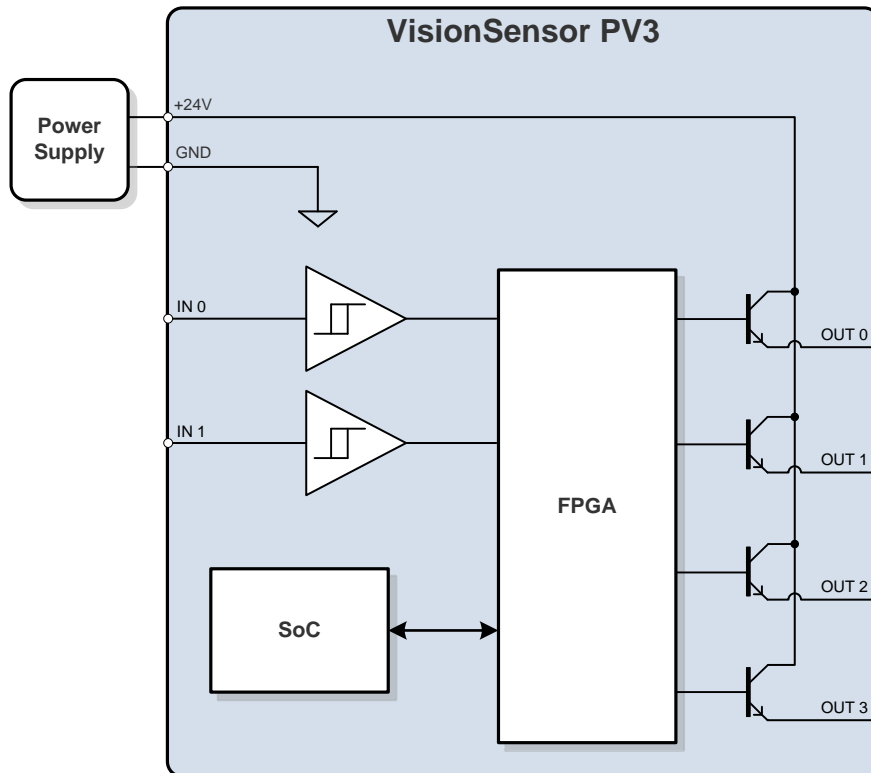 VisionSensor PV3
Power
Supply
+24V
GND
IN 0
IN 1
FPGA
SoC
OUT 0
OUT 1
OUT 2
OUT 3